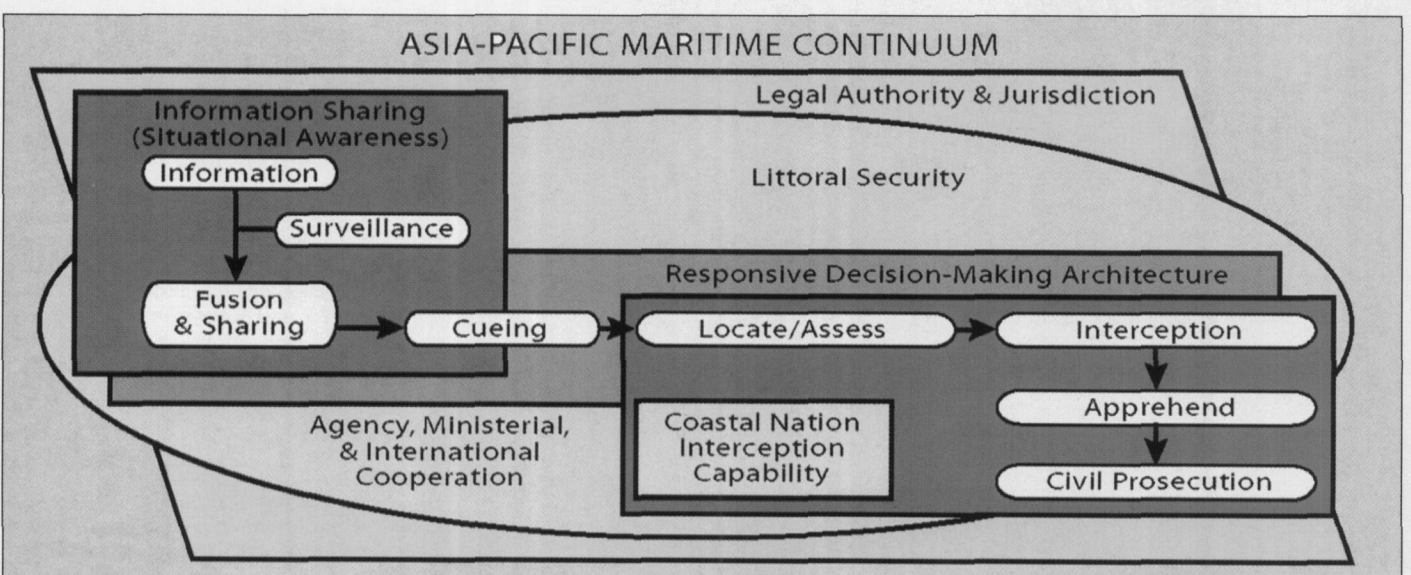 ASIA-PACIFIC MARITIME CONTINUUM
Legal Authority & Jurisdiction
Information Sharing
(Situational Awareness)
Information
Littoral Security
Surveillance
Responsive Decision-Making Architecture
Fusion
& Sharing
Cueing
Locate/Assess
Interception
Agency, Ministerial,
& International
Cooperation
Coastal Nation
Interception
Capability
Apprehend
Civil Prosecution